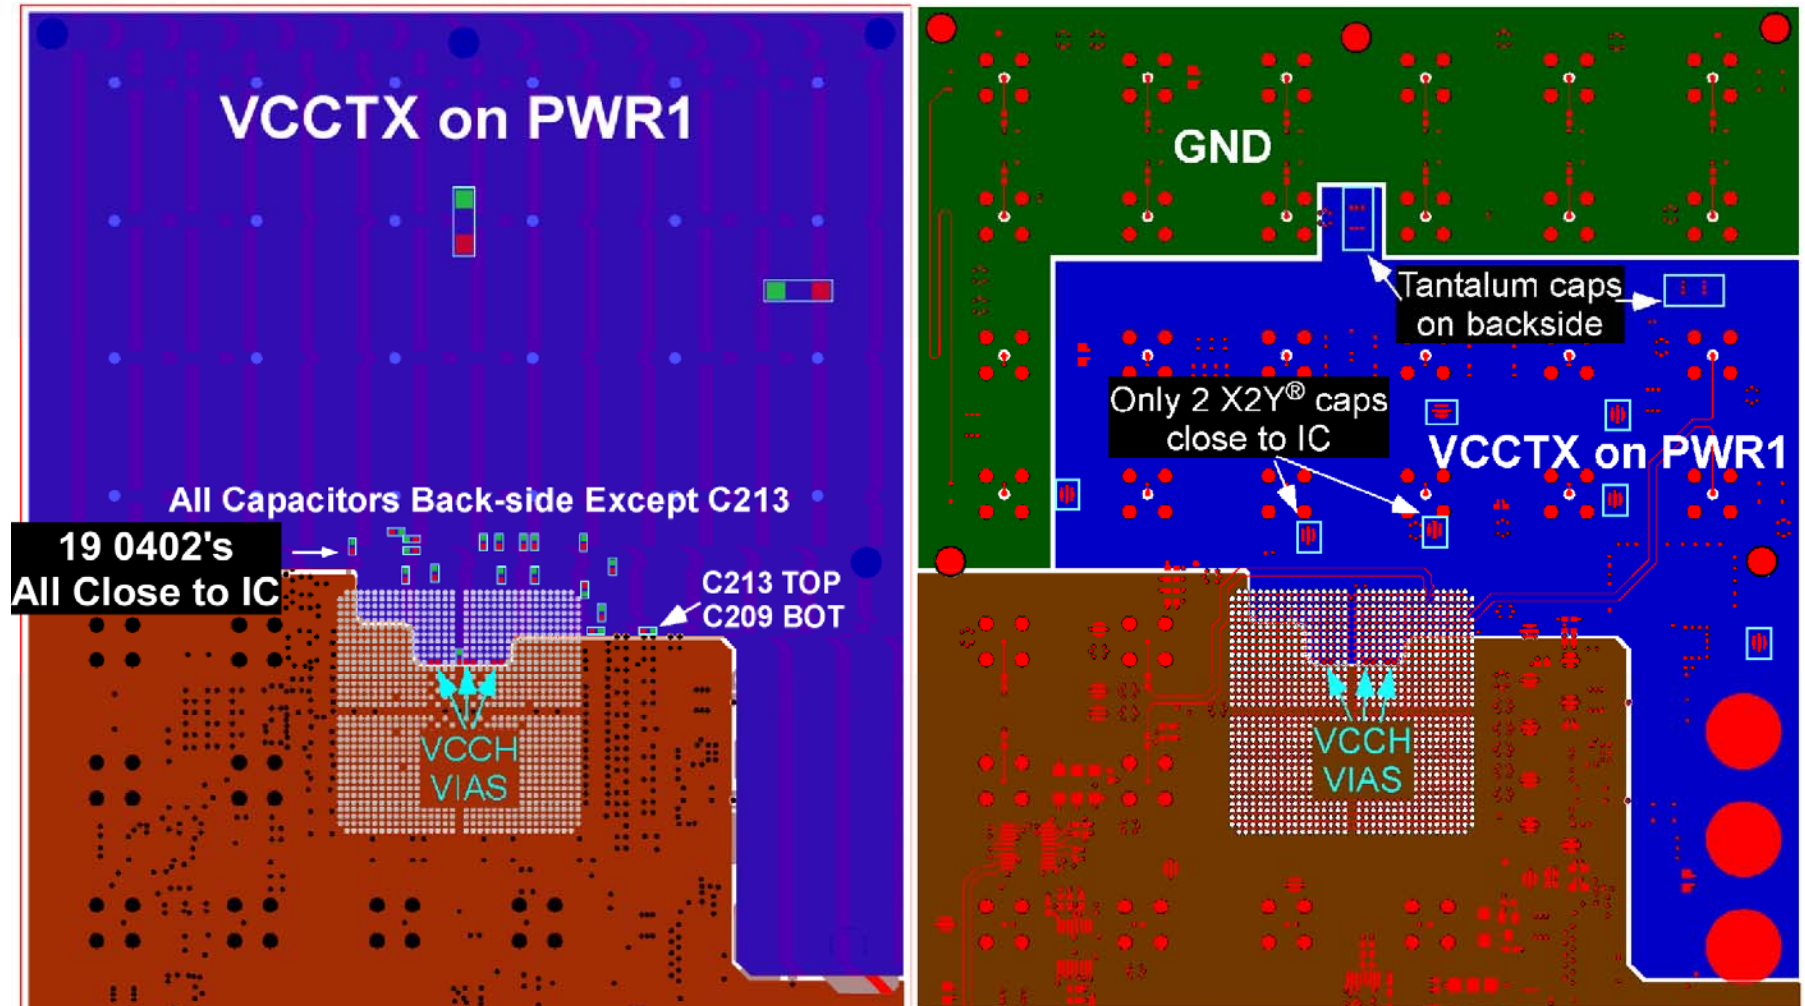 VCCTX on PWR1
All Capacitors Back-side Except C213
19 0402's
All Close to IC
C213 TOP
C209 BOT
VCCH
VIAS
GND
Tantalum caps
on backside
Only 2 X2Y® caps
close to IC
VCCTX on PWR1
VCCH
VIAS